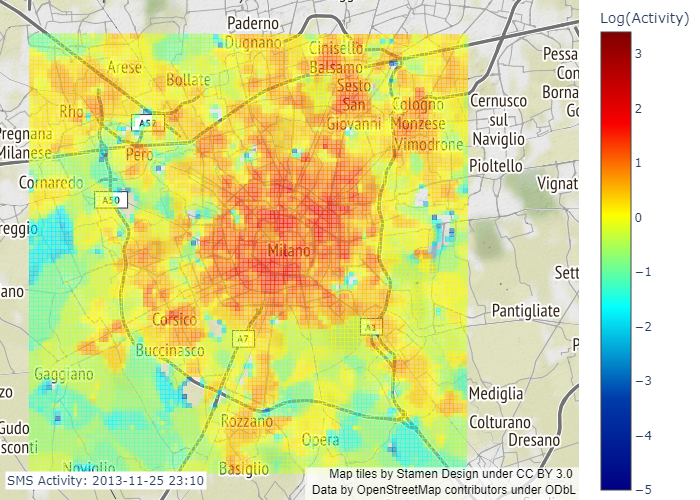 Log(Activity)
3
2
1
0
−1
−2
−3
−4
−5
Paderno
Dugnano
Cinisello
Balsamo
Arese
Bollate
Sesto
San
Giovanni
Cologno
Monzese
Vimodrone
Cernusco
sul
Naviglio
Pioltello
Rho
A52
Pero
Pregnana
Milanese
Cornaredo
A50
Vignat
reggio
Milano
ano
Sett
Pantigliate
Corsico
Buccinasco
A7
A1
Gaggiano
zo
Gudo
sconti
Rozzano
Opera
Mediglia
Colturano
Dresano
Noviglio
Basiglio
Pessa
Con
Borna
Go
P
SMS Activity: 2013-11-25 23:10
Map tiles by Stamen Design under CC BY 3.0
Data by OpenStreetMap contributors under ODbL